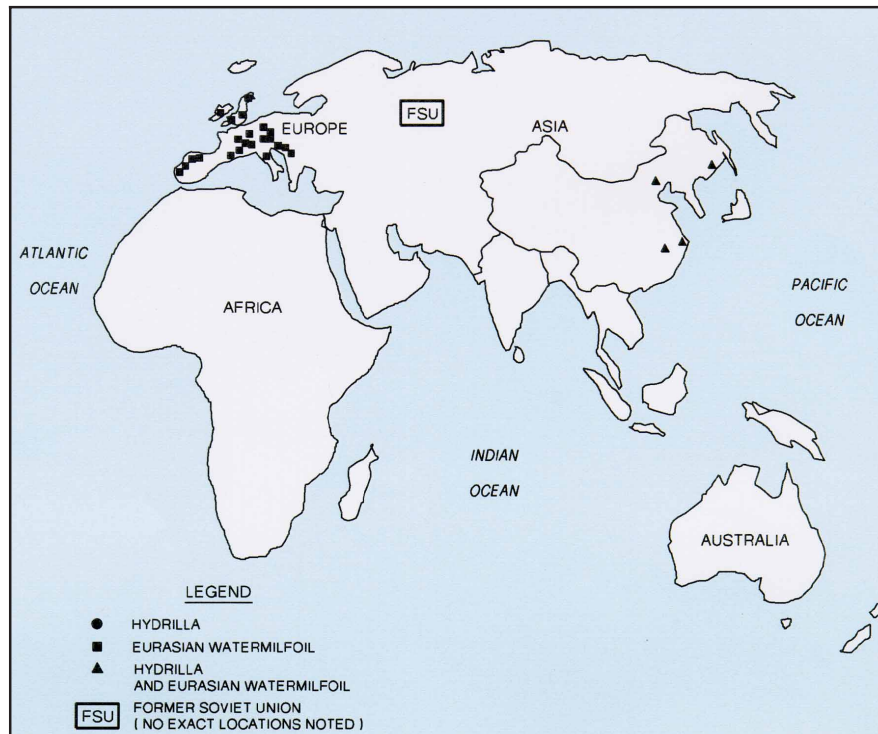 FSU
EUROPE
ASIA
ATLANTIC
OCEAN
AFRICA
PACIFIC
OCEAN
INDIAN
OCEAN
AUSTRALIA
LEGEND
HYDRILLA
EURASIAN WATERMILFOIL
HYDRILLA
AND EURASIAN WATERMILFOIL
FSU
FORMER SOVIET UNION
( NO EXACT LOCATIONS NOTED )